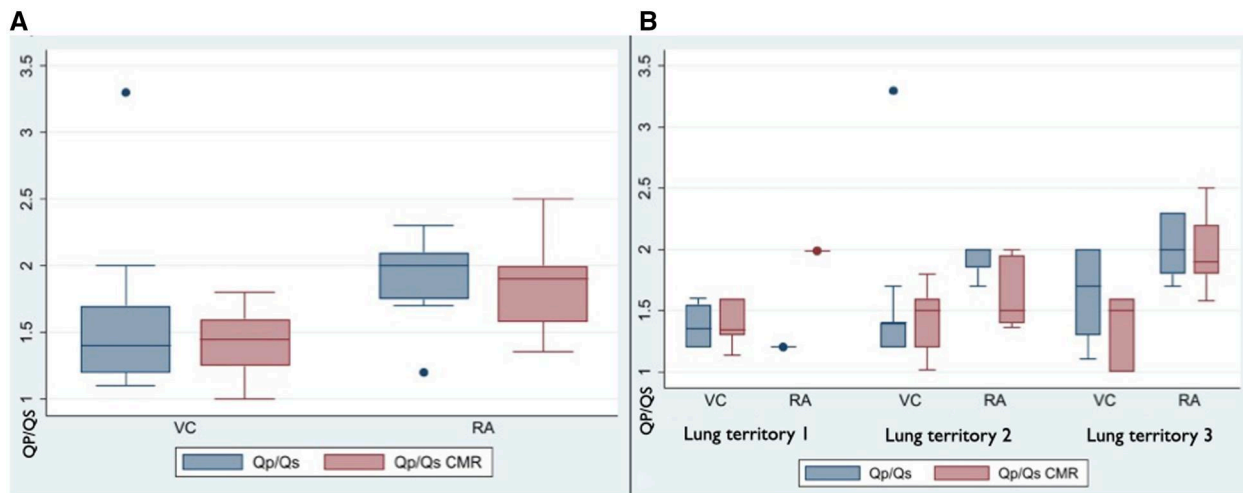 A
3.5
3
2.5
2
1.5
1
QP/QS
VC RA
Qp/Qs Qp/Qs CMR
B
3.5
3
2.5
2
1.5
1
QP/QS
VC RA VC RA VC RA
Lung territory 1 Lung territory 2 Lung territory 3
Qp/Qs Qp/Qs CMR